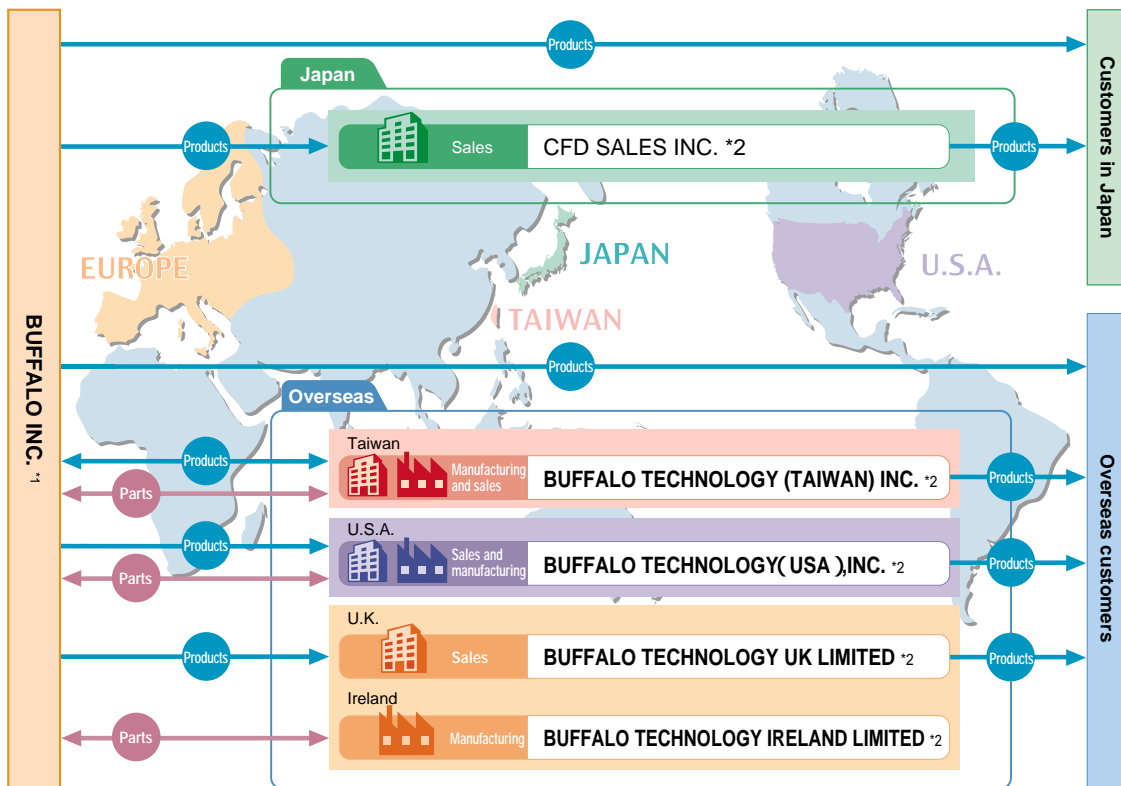 Products
Customers in Japan
Japan
Products
Sales
CFD SALES INC. *2
Products
EUROPE
JAPAN
U.S.A.
TAIWAN
BUFFALO INC. *1
Products
Overseas customers
Overseas
Taiwan
Products
Manufacturing
and sales
BUFFALO TECHNOLOGY (TAIWAN) INC. *2
Products
Parts
U.S.A.
Products
Sales and
manufacturing
BUFFALO TECHNOLOGY( USA ),INC. *2
Products
Parts
U.K.
Products
Sales
BUFFALO TECHNOLOGY UK LIMITED *2
Products
Ireland
Parts
Manufacturing
BUFFALO TECHNOLOGY IRELAND LIMITED *2